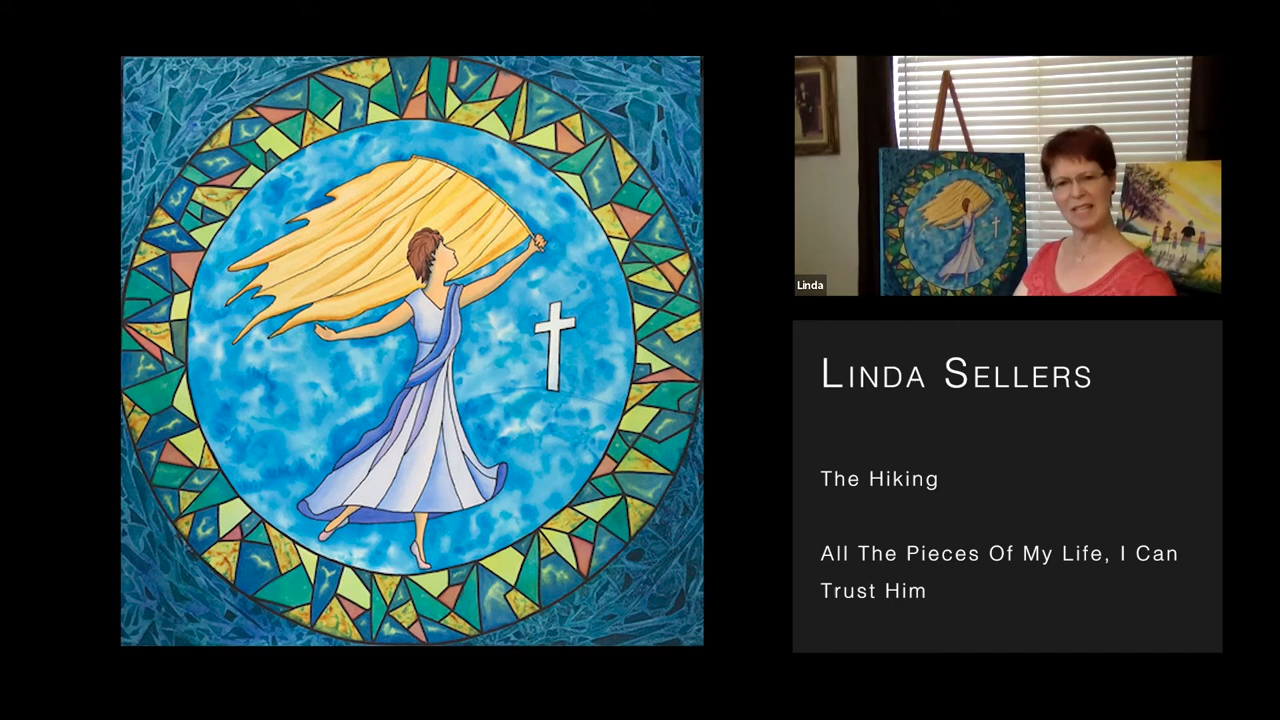 Linda
Linda Sellers
The Hiking
All The Pieces Of My Life, I Can
Trust Him